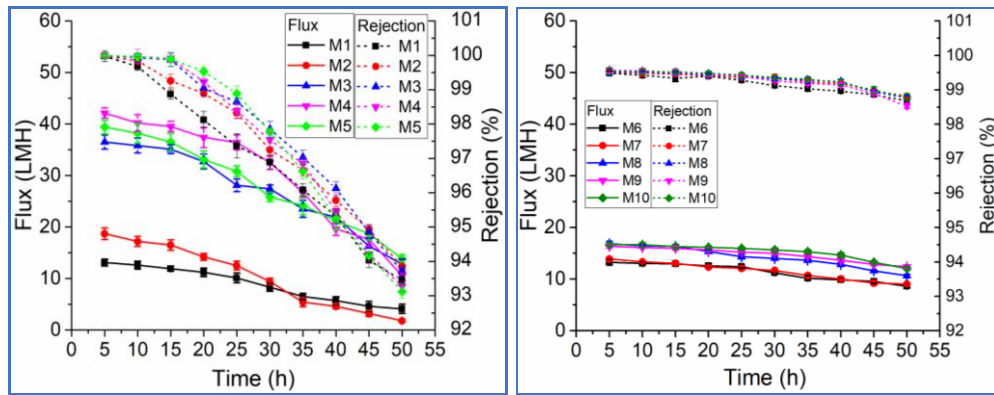 Flux Rejection
M1 M1
M2 M2
M3 M3
M4 M4
M5 M5
60
50
40
30
20
10
0
Flux (LMH)
101
100
99
98
97
96
95
94
93
92
Rejection (%)
0 5 10 15 20 25 30 35 40 45 50 55
Time (h)
60
50
40
30
20
10
0
Flux (LMH)
Flux Rejection
M6 M6
M7 M7
M8 M8
M9 M9
M10 M10
101
100
99
98
97
96
95
94
93
92
Rejection (%)
0 5 10 15 20 25 30 35 40 45 50 55
Time (h)